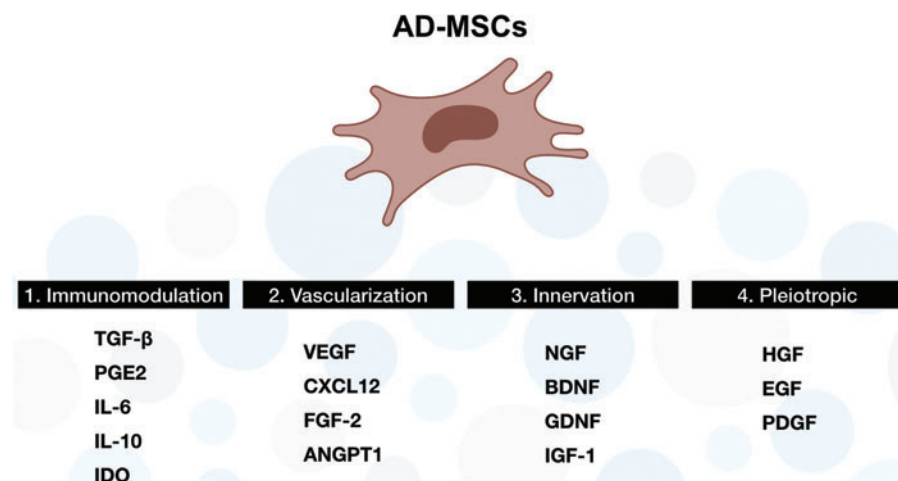 AD-MSCs
1. Immunomodulation
TGF-β
PGE2
IL-6
IL-10
IDO
2. Vascularization
VEGF
CXCL12
FGF-2
ANGPT1
3. Innervation
NGF
BDNF
GDNF
IGF-1
4. Pleiotropic
HGF
EGF
PDGF